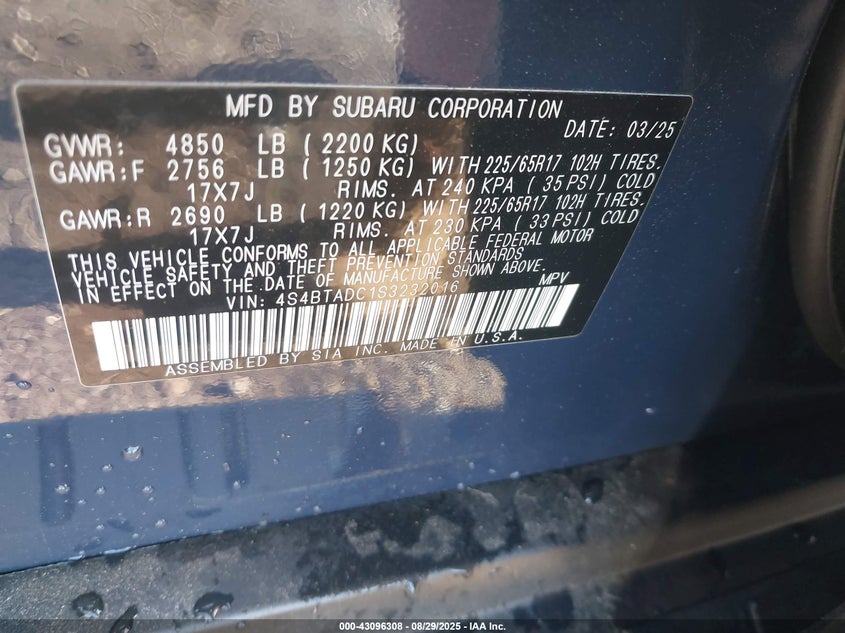 MFD BY SUBARU CORPORATION
DATE: 03/25
GVWR: 4850 LB ( 2200 KG)
GAWR:F 2756 LB ( 1250 KG) WITH 225/65R17 102H TIRES.
17X7J RIMS. AT 240 KPA ( 35 PSI) COLD
GAWR:R 2690 LB ( 1220 KG) WITH 225/65R17 102H TIRES.
17X7J RIMS. AT 230 KPA ( 33 PSI) COLD
THIS VEHICLE CONFORMS TO ALL APPLICABLE FEDERAL MOTOR
VEHICLE SAFETY AND THEFT PREVENTION STANDARDS
IN EFFECT ON THE DATE OF MANUFACTURE SHOWN ABOVE.
VIN: 4S4BTADC1S3232016 MPV
ASSEMBLED BY SIA INC. MADE IN U.S.A.
000-43096308 - 08/29/2025 - IAA Inc.